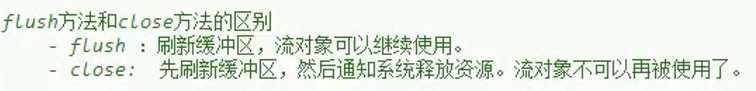 flush方法和close方法的区别
- flush ：刷新缓冲区，流对象可以继续使用。
- close： 先刷新缓冲区，然后通知系统释放资源。流对象不可以再被使用了。